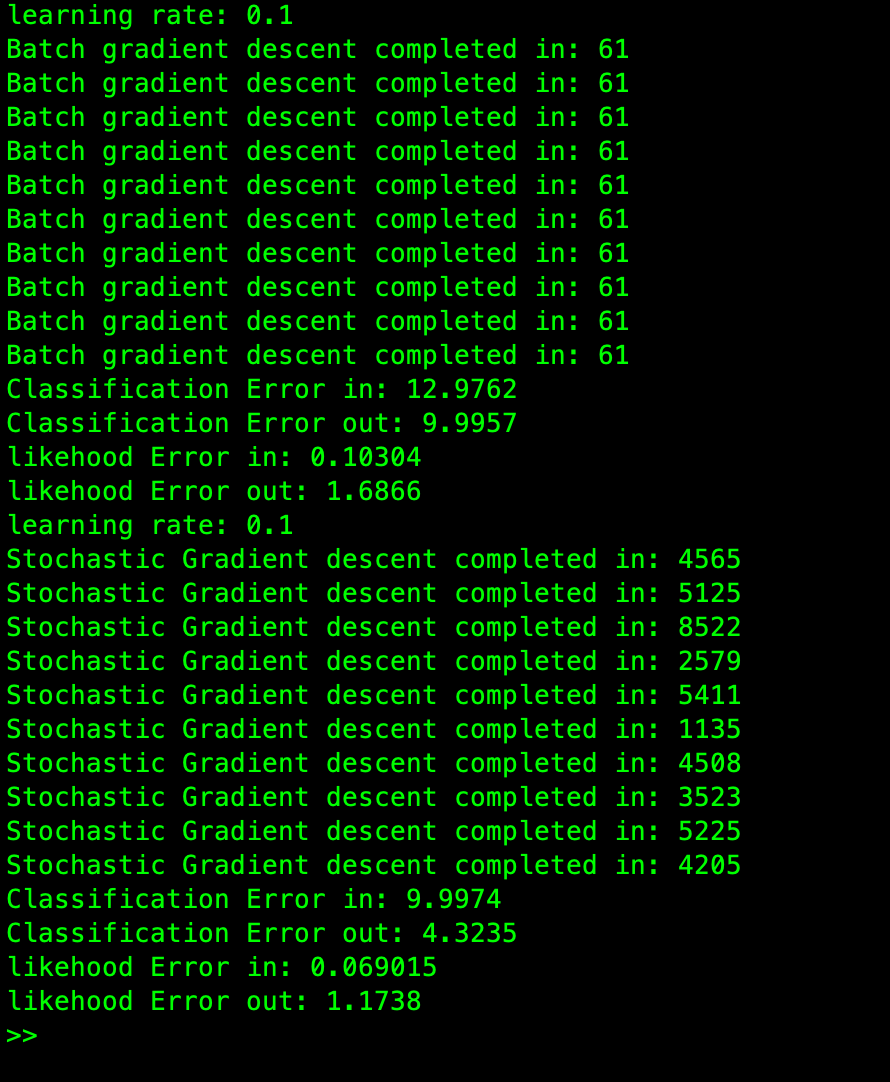 learning rate: 0.1
Batch gradient descent completed in: 61
Batch gradient descent completed in: 61
Batch gradient descent completed in: 61
Batch gradient descent completed in: 61
Batch gradient descent completed in: 61
Batch gradient descent completed in: 61
Batch gradient descent completed in: 61
Batch gradient descent completed in: 61
Batch gradient descent completed in: 61
Batch gradient descent completed in: 61
Classification Error in: 12.9762
Classification Error out: 9.9957
likehood Error in: 0.10304
likehood Error out: 1.6866
learning rate: 0.1
Stochastic Gradient descent completed in: 4565
Stochastic Gradient descent completed in: 5125
Stochastic Gradient descent completed in: 8522
Stochastic Gradient descent completed in: 2579
Stochastic Gradient descent completed in: 5411
Stochastic Gradient descent completed in: 1135
Stochastic Gradient descent completed in: 4508
Stochastic Gradient descent completed in: 3523
Stochastic Gradient descent completed in: 5225
Stochastic Gradient descent completed in: 4205
Classification Error in: 9.9974
Classification Error out: 4.3235
likehood Error in: 0.069015
likehood Error out: 1.1738
>>